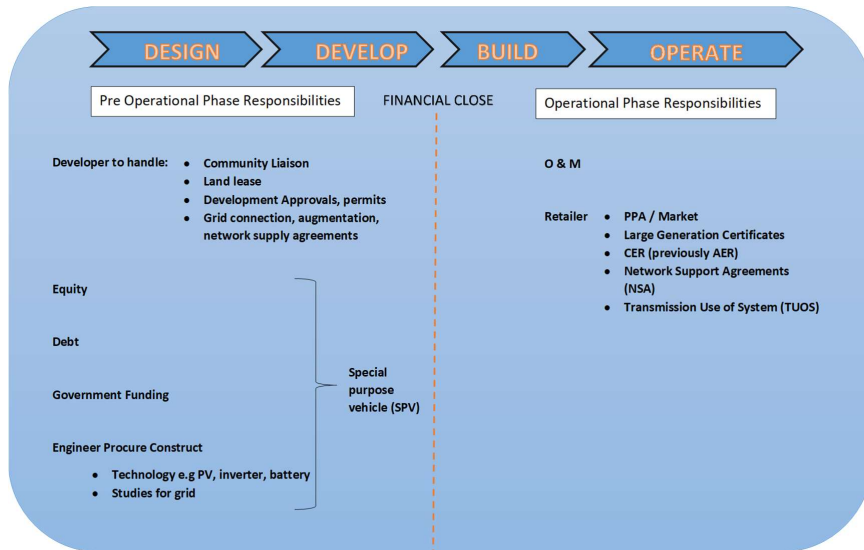 DESIGN
DEVELOP
BUILD
OPERATE
Pre Operational Phase Responsibilities
FINANCIAL CLOSE
Operational Phase Responsibilities
Developer to handle:
• Community Liaison
• Land lease
• Development Approvals, permits
• Grid connection, augmentation,
network supply agreements
Equity
Debt
Government Funding
Engineer Procure Construct
• Technology e.g PV, inverter, battery
• Studies for grid
Special
purpose
vehicle (SPV)
O & M
Retailer
• PPA / Market
• Large Generation Certificates
• CER (previously AER)
• Network Support Agreements
(NSA)
• Transmission Use of System (TUOS)